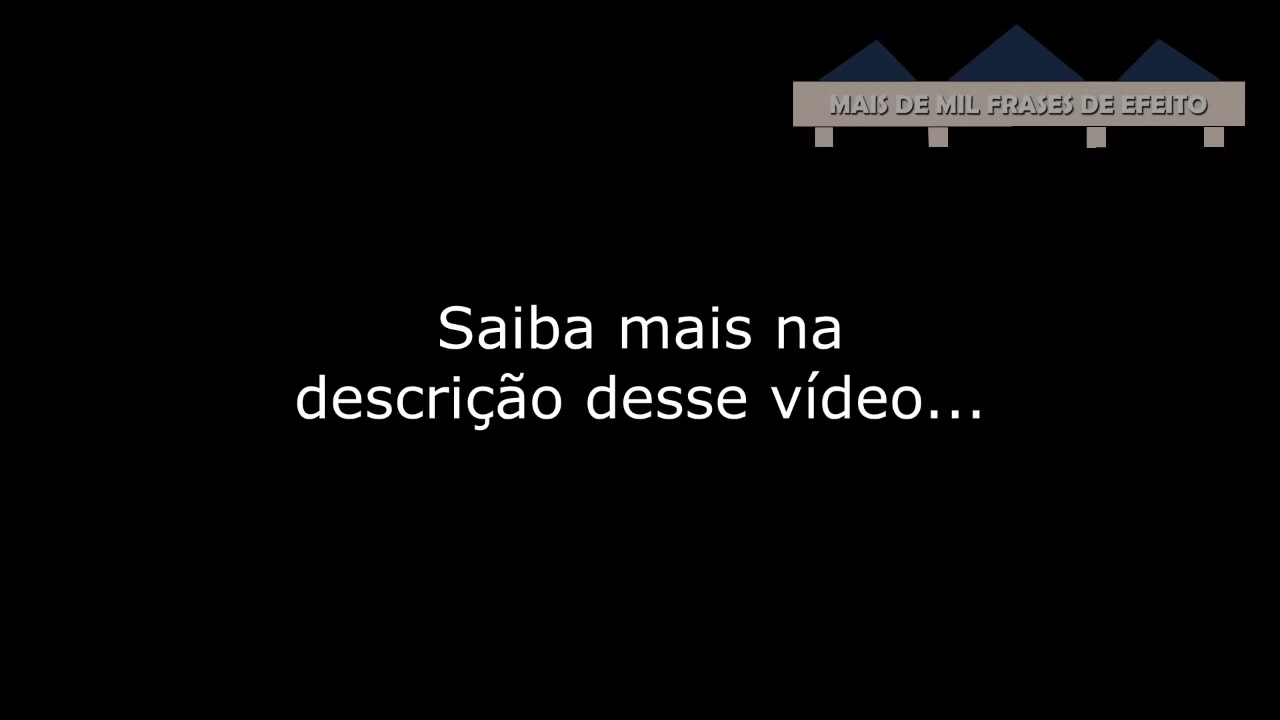 MAIS DE MIL FRASES DE EFEITO
Saiba mais na
descrição desse vídeo...